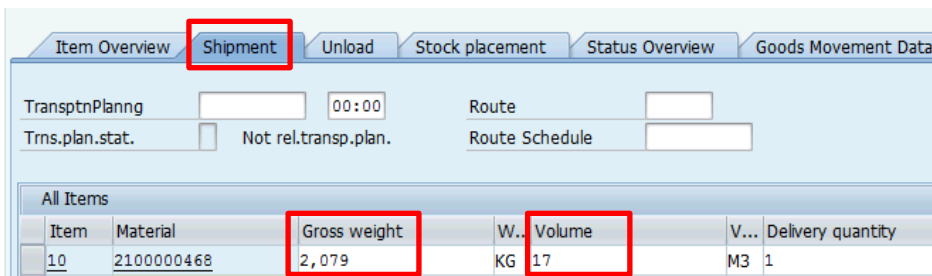 Item Overview Shipment Unload Stock placement Status Overview Goods Movement Data
TransptnPlanng 00:00 Route
Trns.plan.stat. Not rel.transp.plan. Route Schedule
All Items
Item Material Gross weight W.. Volume V... Delivery quantity
10 2100000468 2,079 KG 17 M3 1